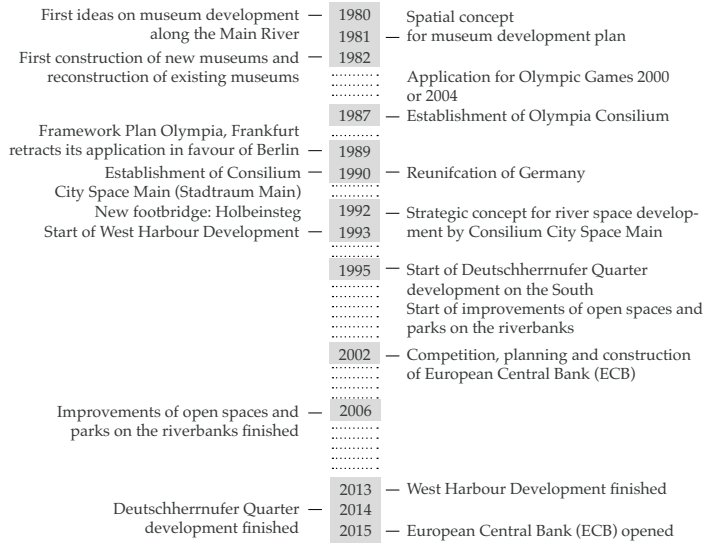 First ideas on museum development
along the Main River
First construction of new museums and
reconstruction of existing museums
Framework Plan Olympia, Frankfurt
retracts its application in favour of Berlin
Establishment of Consilium
City Space Main (Stadtraum Main)
New footbridge: Holbeinsteg
Start of West Harbour Development
Improvements of open spaces and
parks on the riverbanks finished
Deutschherrnufer Quarter
development finished
1980
1981
1982
1987
1989
1990
1992
1993
1995
2002
2006
2013
2014
2015
Spatial concept
for museum development plan
Application for Olympic Games 2000
or 2004
Establishment of Olympia Consilium
Reunifcation of Germany
Strategic concept for river space develop-
ment by Consilium City Space Main
Start of Deutschherrnufer Quarter
development on the South
Start of improvements of open spaces and
parks on the riverbanks
Competition, planning and construction
of European Central Bank (ECB)
West Harbour Development finished
European Central Bank (ECB) opened